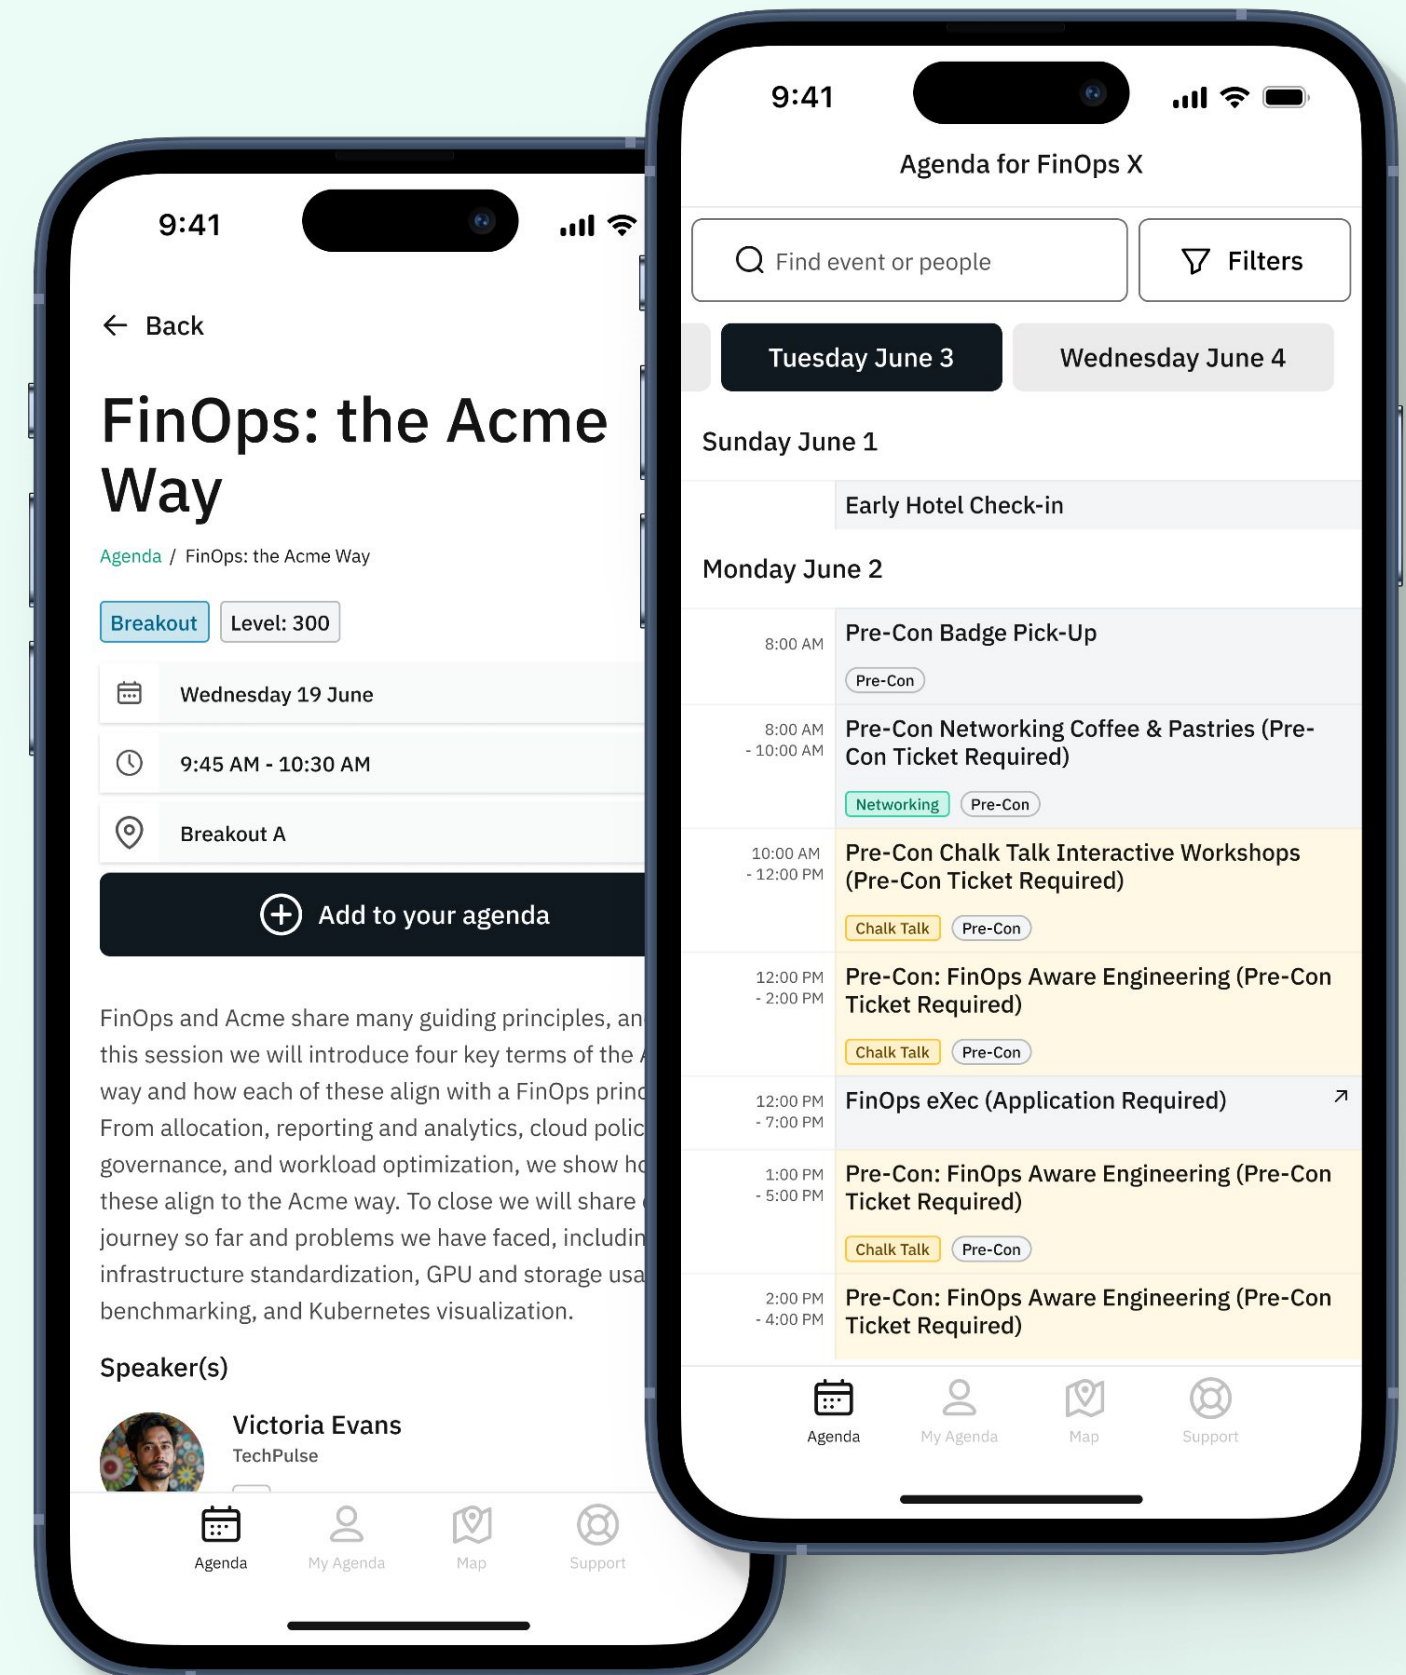 9:41
Back
FinOps: the Acme
Way
Agenda / FinOps: the Acme Way
Breakout Level: 300
Wednesday 19 June
9:45 AM - 10:30 AM
Breakout A
Add to your agenda
FinOps and Acme share many guiding principles,
this session we will introduce four key terms of the
way and how each of these align with a FinOps
From allocation, reporting and analytics, cloud
governance, and workload optimization, we show
these align to the Acme way. To close we will share
journey so far and problems we have faced,
infrastructure standardization, GPU and storage
benchmarking, and Kubernetes visualization.
Speaker(s)
Victoria Evans
TechPulse
Agenda My Agenda Map Support
9:41
Agenda for FinOps X
Find event or people Filters
Tuesday June 3 Wednesday June 4
Sunday June 1
Early Hotel Check-in
Monday June 2
8:00 AM Pre-Con Badge Pick-Up
Pre-Con
8:00 AM Pre-Con Networking Coffee & Pastries (Pre-
- 10:00 AM Con Ticket Required)
Networking Pre-Con
10:00 AM Pre-Con Chalk Talk Interactive Workshops
- 12:00 PM (Pre-Con Ticket Required)
Chalk Talk Pre-Con
12:00 PM Pre-Con: FinOps Aware Engineering (Pre-Con
- 2:00 PM Ticket Required)
Chalk Talk Pre-Con
12:00 PM FinOps eXec (Application Required)
- 7:00 PM
1:00 PM Pre-Con: FinOps Aware Engineering (Pre-Con
- 5:00 PM Ticket Required)
Chalk Talk Pre-Con
2:00 PM Pre-Con: FinOps Aware Engineering (Pre-Con
- 4:00 PM Ticket Required)
Agenda My Agenda Map Support